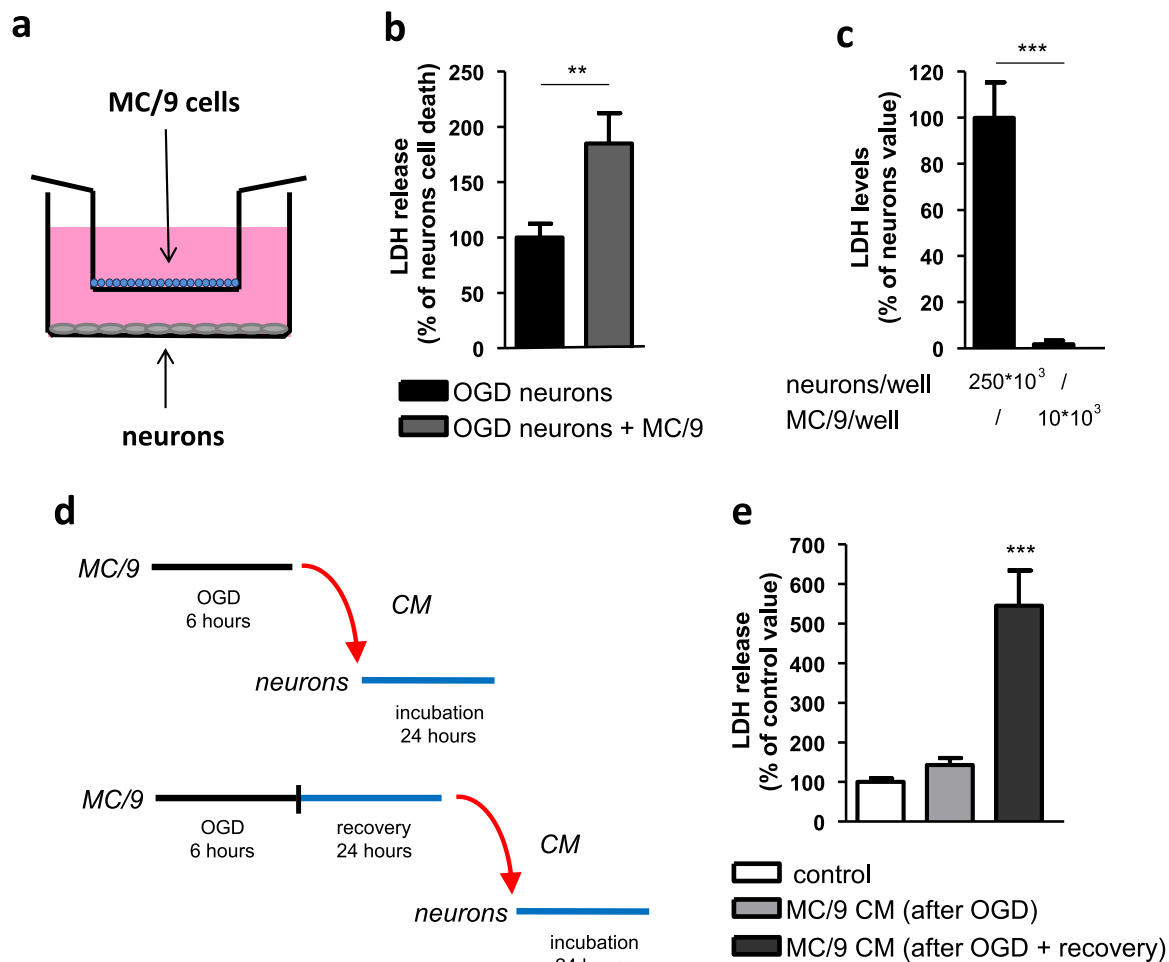 a
MC/9 cells
neurons
b
LDH release
(% of neurons cell death)
250
200
150
100
50
0
**
OGD neurons
OGD neurons + MC/9
c
LDH levels
(% of neurons value)
120
100
80
60
40
20
0
***
neurons/well 250*10³ /
MC/9/well / 10*10³
d
MC/9
OGD
6 hours
CM
neurons
incubation
24 hours
MC/9
OGD
6 hours
recovery
24 hours
CM
neurons
incubation
e
LDH release
(% of control value)
700
600
500
400
300
200
100
0
***
control
MC/9 CM (after OGD)
MC/9 CM (after OGD + recovery)